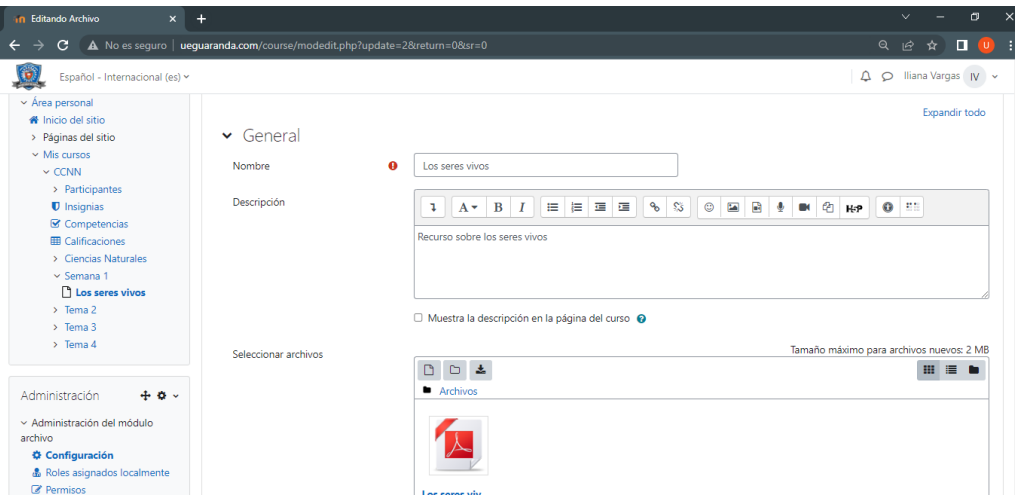 Editando Archivo
No es seguro | ueguaranda.com/course/modedit.php?update=2&return=0&sr=0
U
Español - Internacional (es)
Iliana Vargas IV
Área personal
Inicio del sitio
Páginas del sitio
Mis cursos
CCNN
Participantes
Insignias
Competencias
Calificaciones
Ciencias Naturales
Semana 1
Los seres vivos
Tema 2
Tema 3
Tema 4
Administración
Administración del módulo
archivo
Configuración
Roles asignados localmente
Permisos
Expandir todo
General
Nombre
Los seres vivos
Descripción
A B I H-P
Recurso sobre los seres vivos
Muestra la descripción en la página del curso
Seleccionar archivos
Tamaño máximo para archivos nuevos: 2 MB
Archivos
Los seres viv...